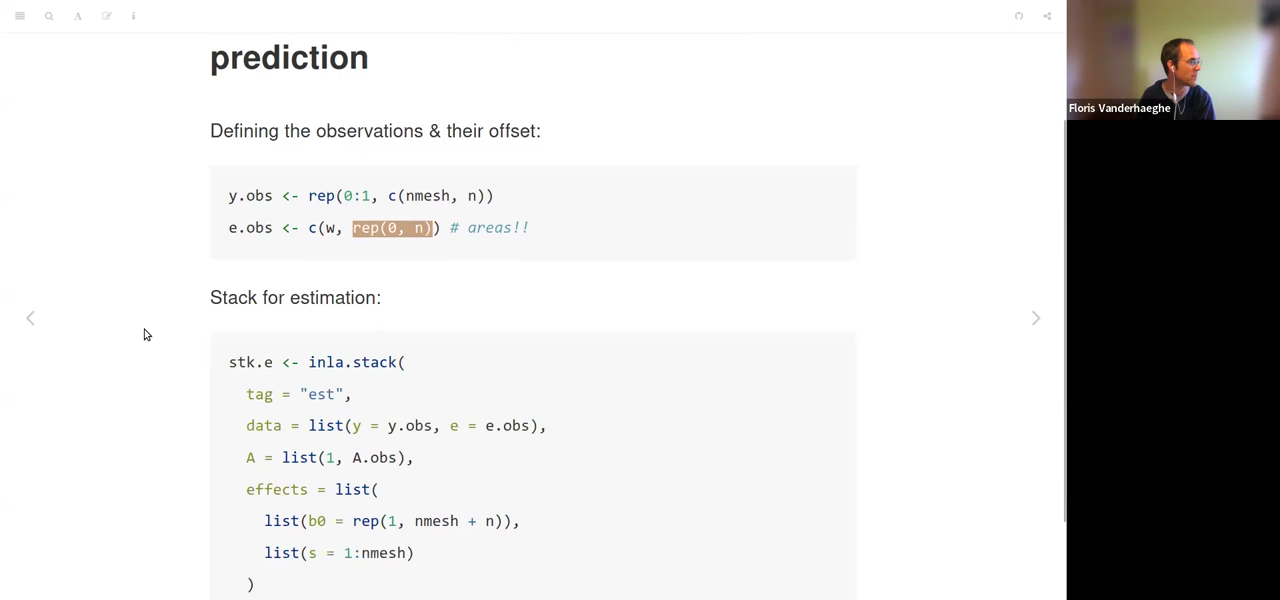 prediction
Floris Vanderhaeghe
Defining the observations & their offset:
y.obs <- rep(0:1, c(nmesh, n))
e.obs <- c(w, rep(0, n)) # areas!!
Stack for estimation:
stk.e <- inla.stack(
tag = "est",
data = list(y = y.obs, e = e.obs),
A = list(1, A.obs),
effects = list(
list(b0 = rep(1, nmesh + n)),
list(s = 1:nmesh)
)